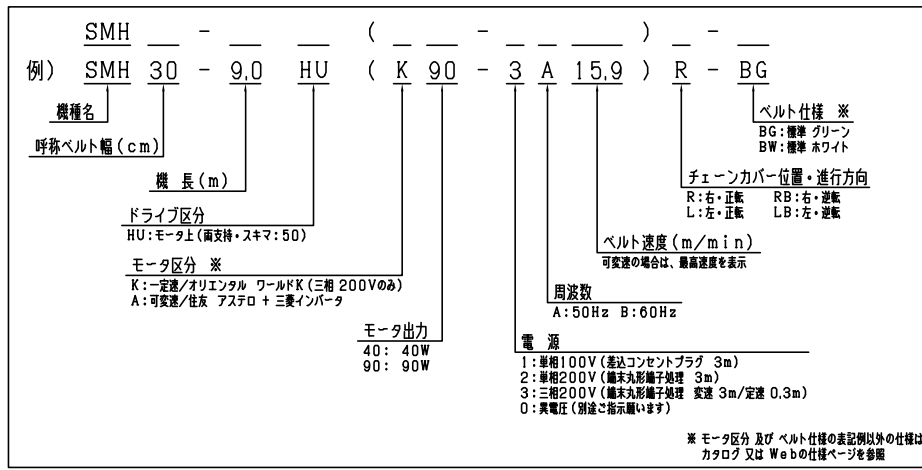 SMH - ( - ) -
例) SMH 30 - 9.0 HU ( K 90 - 3 A 15.9 ) R - BG
機種名
呼称ベルト幅(cm)
機 長(m)
ドライブ区分
HU:モータ上(両支持・スキマ:50)
モータ区分 ※
K:一定速/オリエンタル ワールドK(三相 200Vのみ)
A:可変速/住友 アステロ + 三菱インバータ
モータ出力
40: 40W
90: 90W
ベルト仕様 ※
BG:標準 グリーン
BW:標準 ホワイト
チェーンカバー位置・進行方向
R:右・正転 RB:右・逆転
L:左・正転 LB:左・逆転
ベルト速度(m/min)
可変速の場合は、最高速度を表示
周波数
A:50Hz B:60Hz
電 源
1:単相100V(差込コンセントプラグ 3m)
2:単相200V(端末丸形端子処理 3m)
3:三相200V(端末丸形端子処理 変速 3m/定速 0.3m)
0:異電圧(別途ご指示願います)
※ モータ区分 及び ベルト仕様の表記例以外の仕様は
カタログ 又は Webの仕様ページを参照